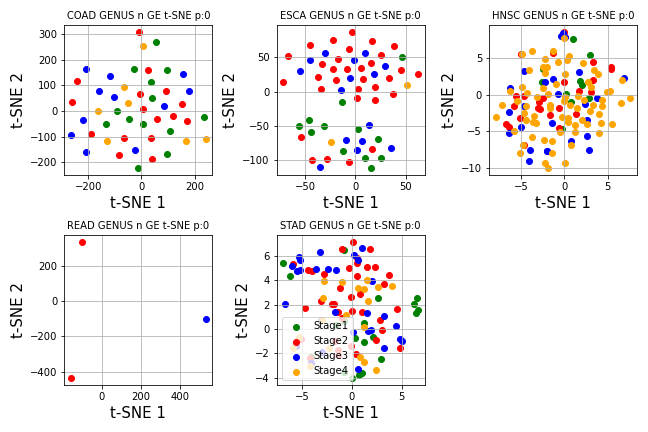 COAD GENUS n GE t-SNE p:0
ESCA GENUS n GE t-SNE p:0
HNSC GENUS n GE t-SNE p:0
t-SNE 2
300
200
100
0
−100
−200
−200
0
200
t-SNE 1
t-SNE 2
50
0
−50
−100
−50
0
50
t-SNE 1
t-SNE 2
5
0
−5
−10
−5
0
5
t-SNE 1
READ GENUS n GE t-SNE p:0
STAD GENUS n GE t-SNE p:0
t-SNE 2
200
0
−200
−400
0
200
400
t-SNE 1
t-SNE 2
6
4
2
0
−2
−4
−5
0
5
t-SNE 1
Stage1
Stage2
Stage3
Stage4